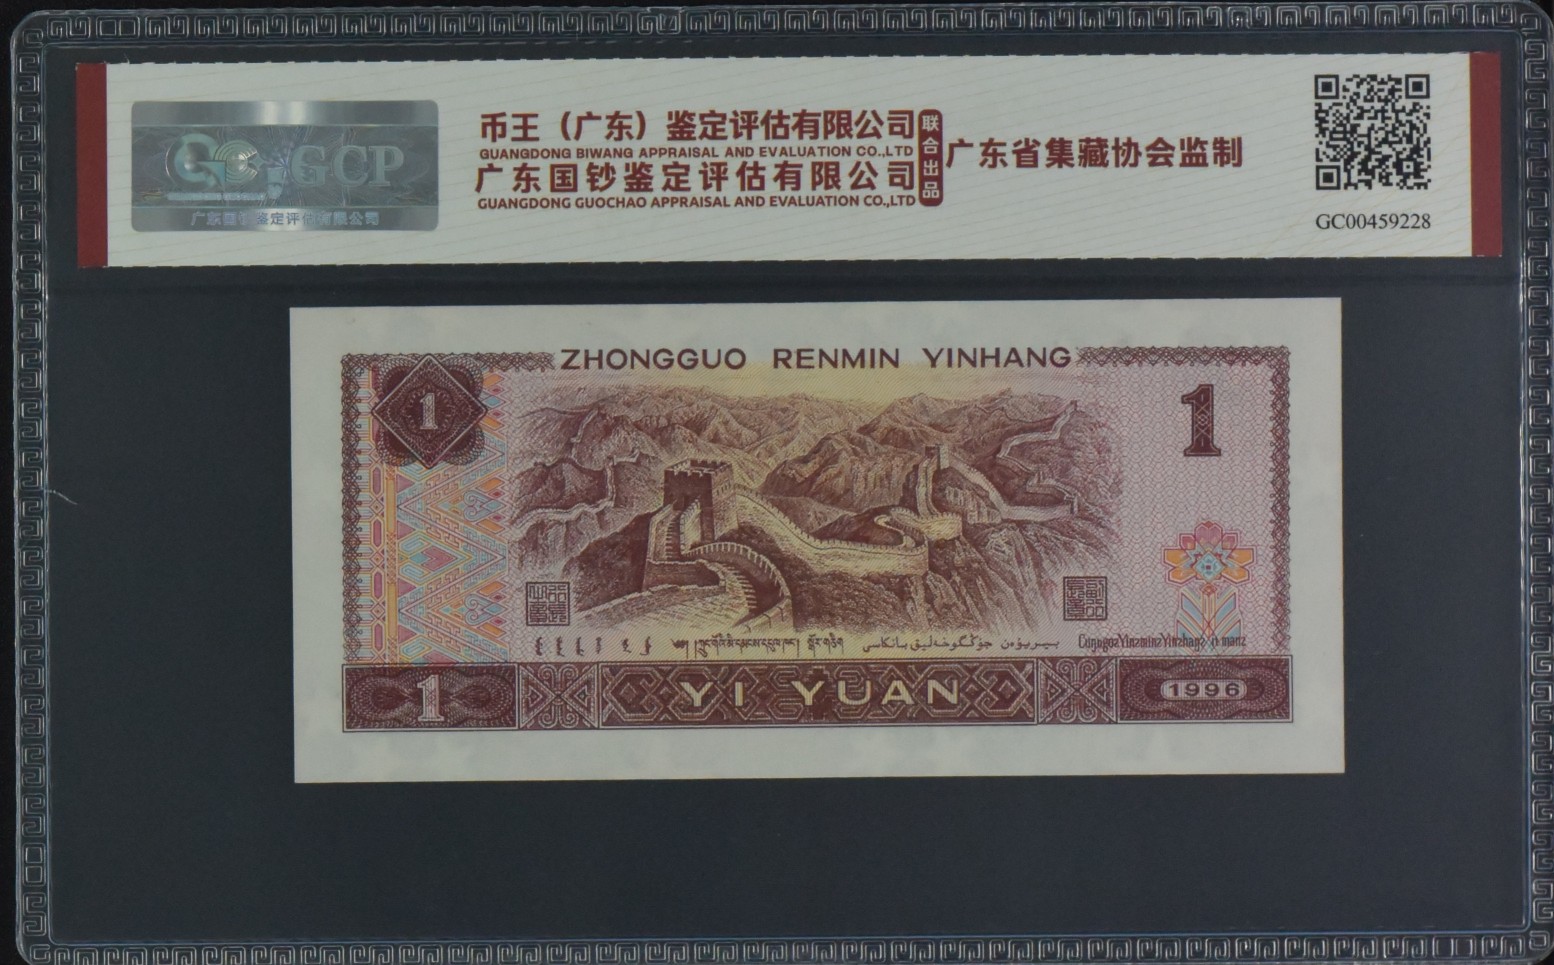 GCP
广东国钞鉴定评估有限公司
币王（广东）鉴定评估有限公司
GUANGDONG BIWANG APPRAISAL AND EVALUATION CO.,LTD
广东国钞鉴定评估有限公司
GUANGDONG GUOCHAO APPRAISAL AND EVALUATION CO.,LTD
联合出品
广东省集藏协会监制
GC00459228
ZHONGGUO RENMIN YINHANG
1
1
1
YI YUAN
1996